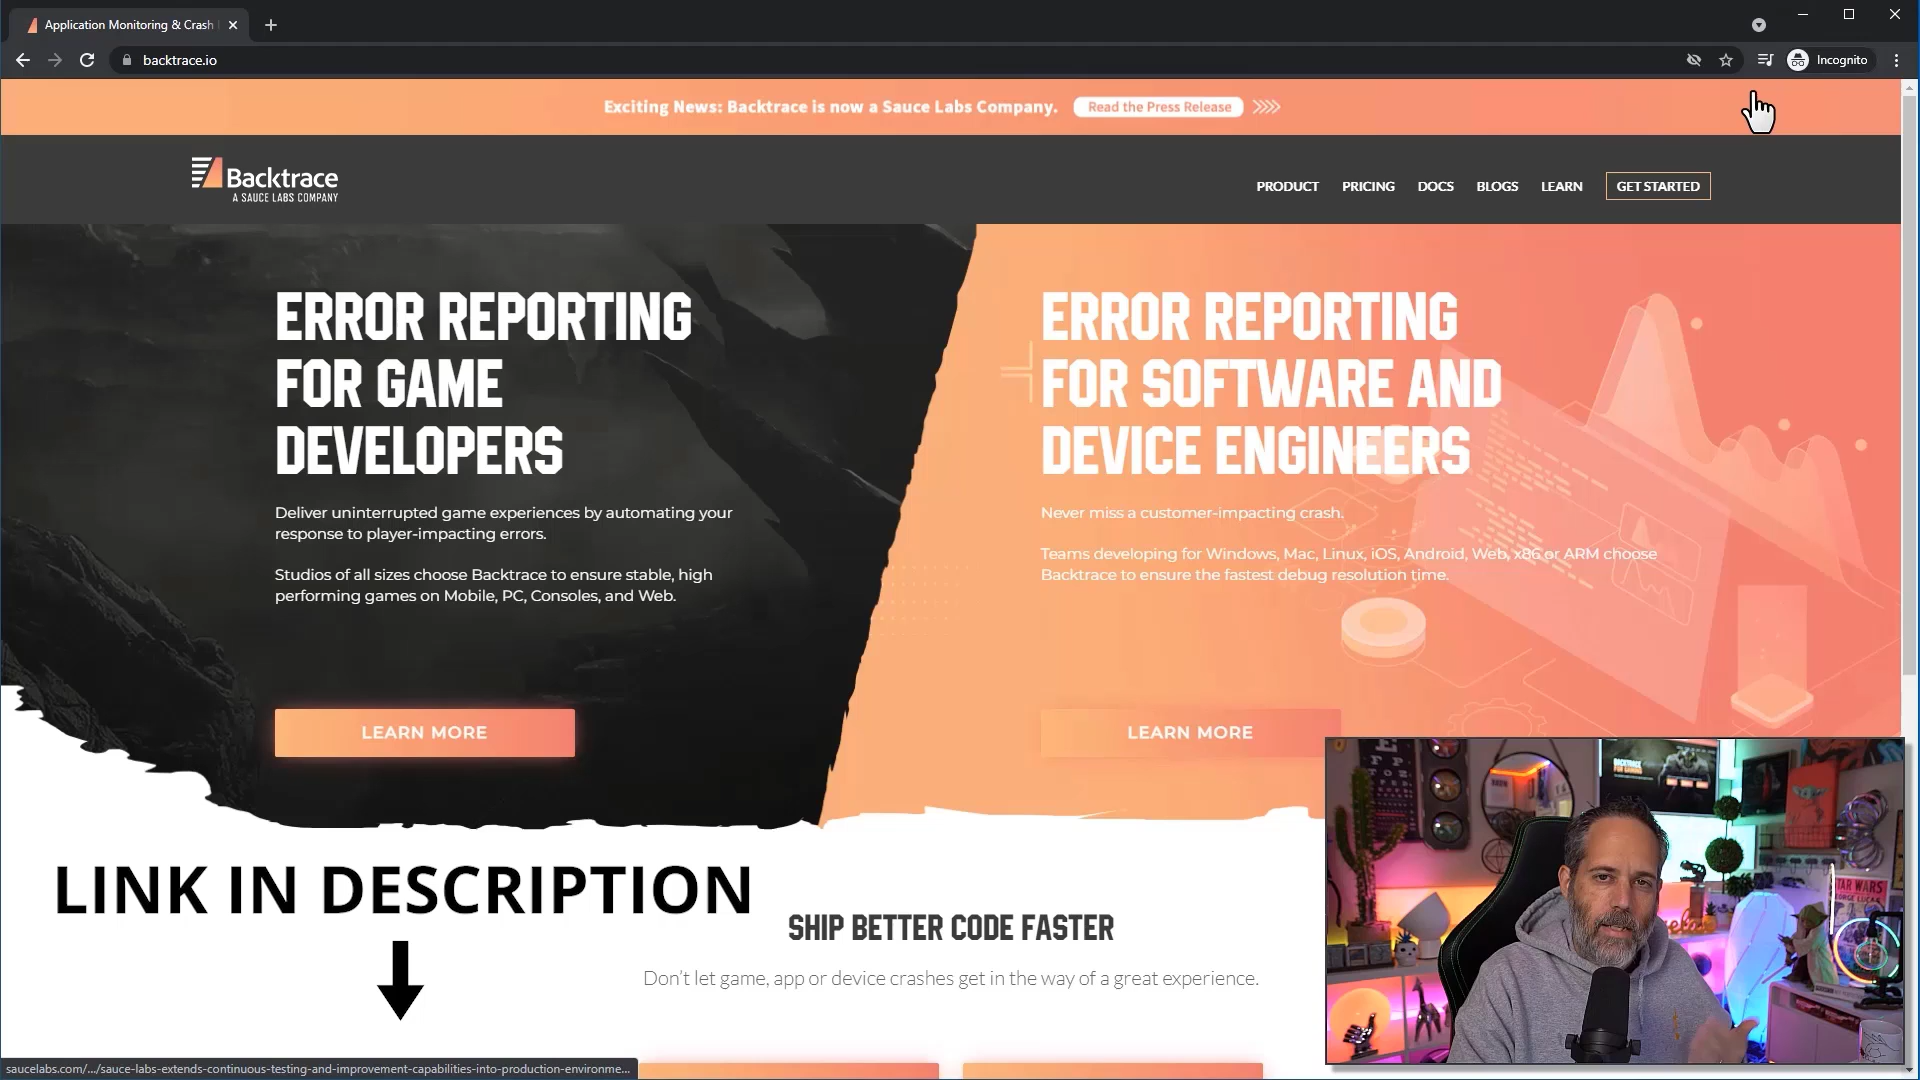 Application Monitoring & Crash
backtrace.io
Incognito
Exciting News: Backtrace is now a Sauce Labs Company.
Read the Press Release
Backtrace
A SAUCE LABS COMPANY
PRODUCT
PRICING
DOCS
BLOGS
LEARN
GET STARTED
ERROR REPORTING
FOR GAME
DEVELOPERS
Deliver uninterrupted game experiences by automating your
response to player-impacting errors.
Studios of all sizes choose Backtrace to ensure stable, high
performing games on Mobile, PC, Consoles, and Web.
LEARN MORE
ERROR REPORTING
FOR SOFTWARE AND
DEVICE ENGINEERS
Never miss a customer-impacting crash.
Teams developing for Windows, Mac, Linux, iOS, Android, Web, x86 or ARM choose
Backtrace to ensure the fastest debug resolution time.
LEARN MORE
LINK IN DESCRIPTION
SHIP BETTER CODE FASTER
Don't let game, app or device crashes get in the way of a great experience.
STAR WARS
GEORGE LUCAS
saucelabs.com/.../sauce-labs-extends-continuous-testing-and-improvement-capabilities-into-production-environme...